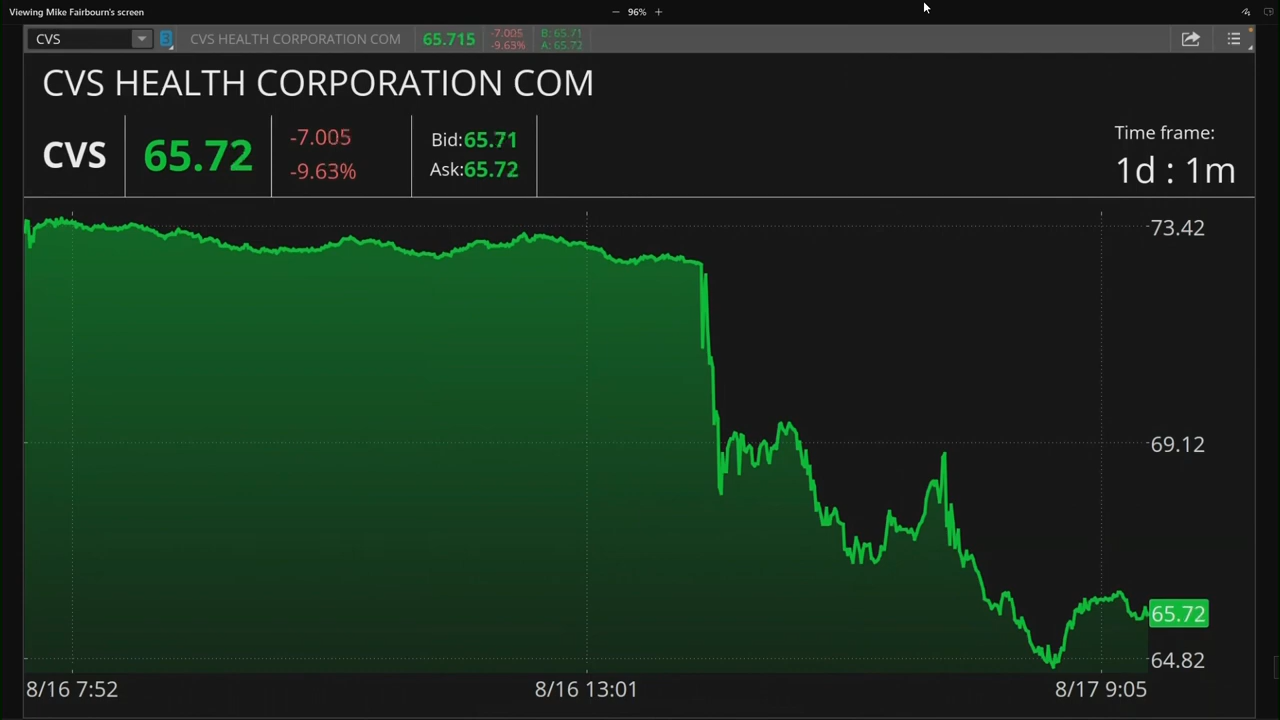 Viewing Mike Fairbourn's screen
− 96% +
CVS 3 CVS HEALTH CORPORATION COM 65.715 -7.005 -9.63% B: 65.71 A: 65.72
CVS HEALTH CORPORATION COM
CVS 65.72
-7.005
-9.63%
Bid:65.71
Ask:65.72
Time frame:
1d : 1m
73.42
69.12
65.72
64.82
8/16 7:52 8/16 13:01 8/17 9:05